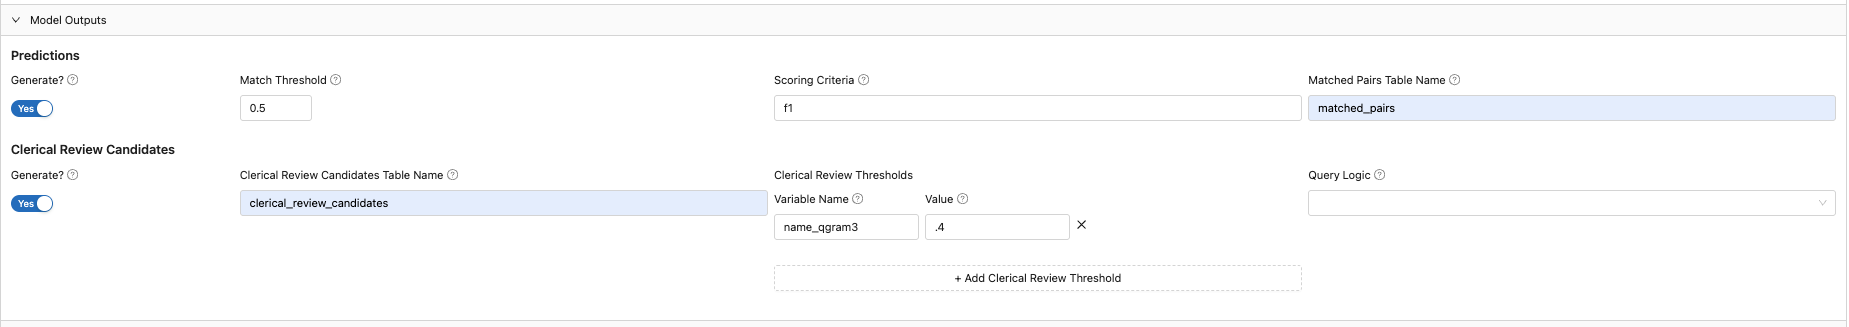 Model Outputs
Predictions
Generate?
Match Threshold
Scoring Criteria
Matched Pairs Table Name
Yes
0.5
f1
matched_pairs
Clerical Review Candidates
Generate?
Clerical Review Candidates Table Name
Clerical Review Thresholds
Query Logic
Yes
clerical_review_candidates
Variable Name
Value
name_qgram3
.4
+ Add Clerical Review Threshold